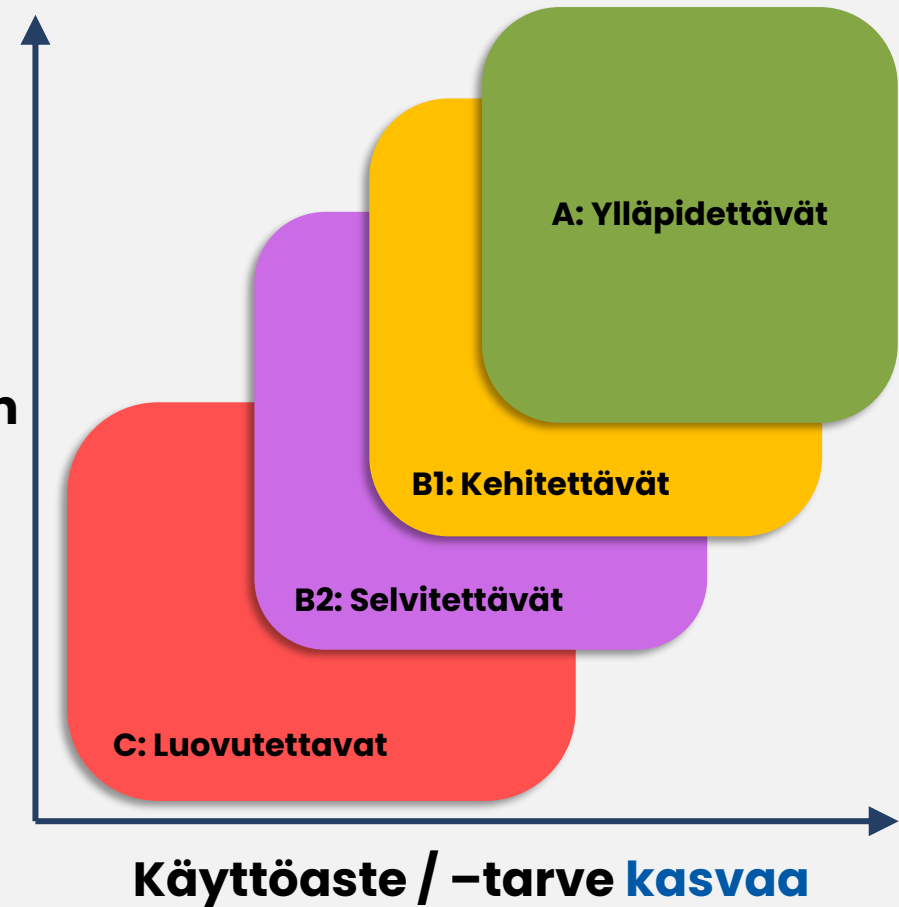 A: Ylläpidettävät
B1: Kehitettävät
B2: Selvitettävät
C: Luovutettavat
Käyttöaste / –tarve kasvaa